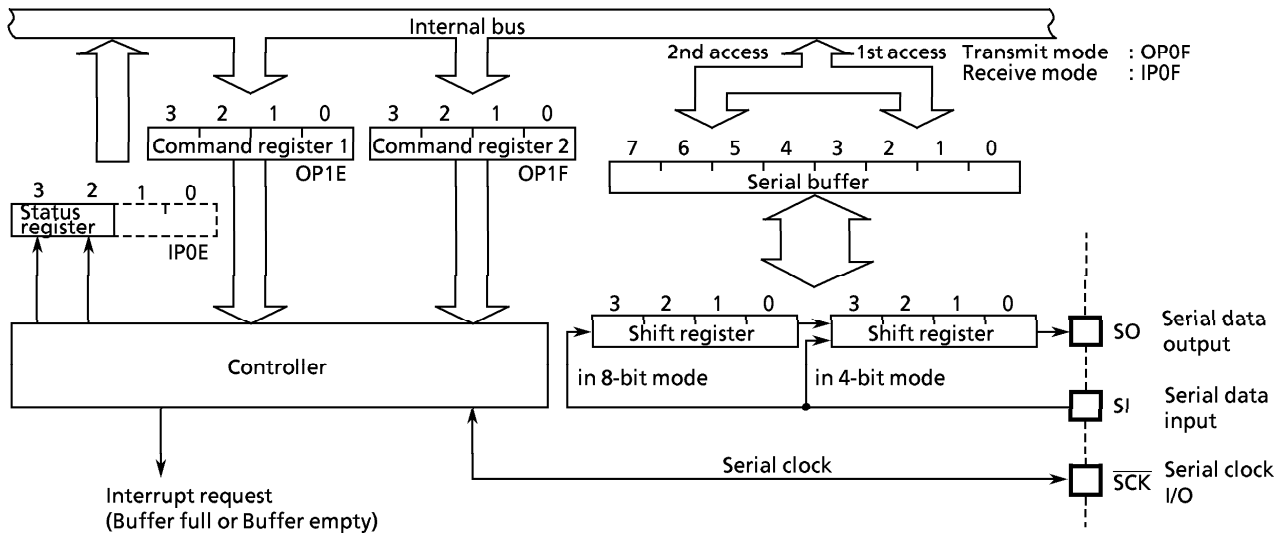 Internal bus
2nd access 1st access Transmit mode : OP0F
Receive mode : IP0F
3 2 1 0 3 2 1 0
Command register 1 Command register 2
OP1E OP1F
7 6 5 4 3 2 1 0
Serial buffer
3 2 1 0
Status
register
IP0E
3 2 1 0 3 2 1 0
Shift register Shift register
SO Serial data
output
Controller
in 8-bit mode in 4-bit mode
SI Serial data
input
Serial clock
SCK Serial clock
I/O
Interrupt request
(Buffer full or Buffer empty)